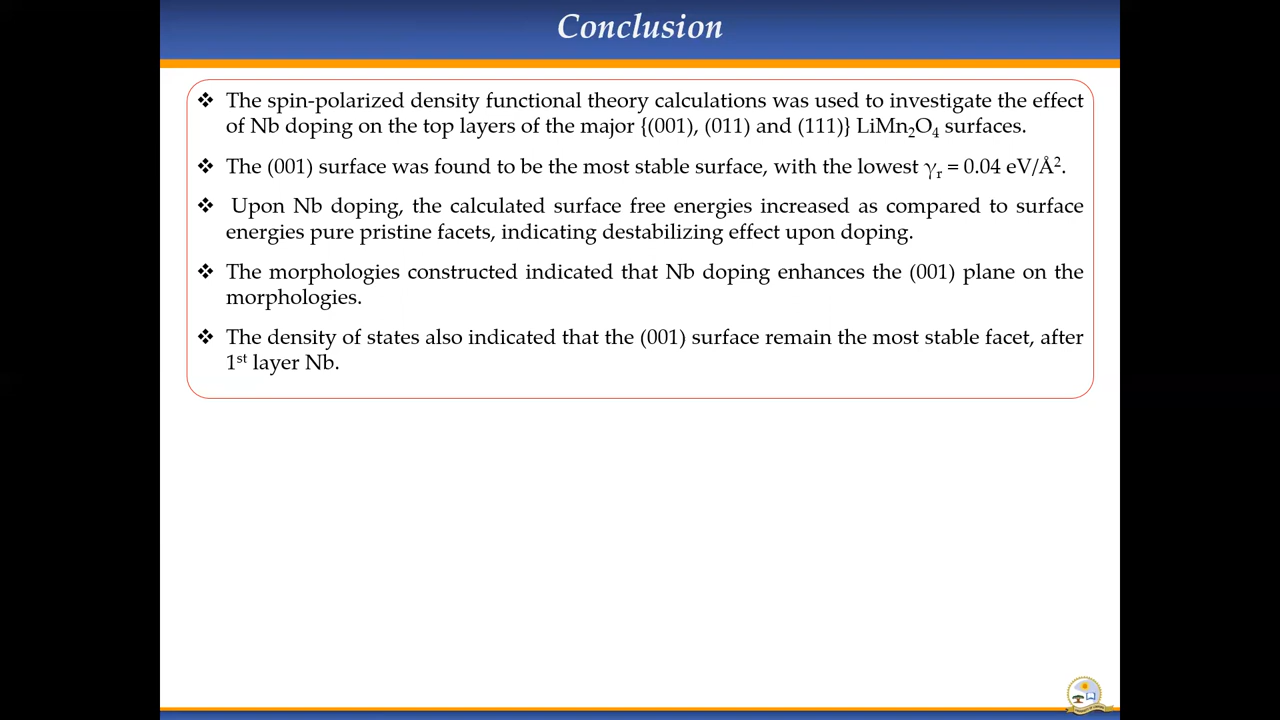 Conclusion
❖ The spin-polarized density functional theory calculations was used to investigate the effect
of Nb doping on the top layers of the major {(001), (011) and (111)} LiMn₂O₄ surfaces.
❖ The (001) surface was found to be the most stable surface, with the lowest γᵣ = 0.04 eV/Å².
❖ Upon Nb doping, the calculated surface free energies increased as compared to surface
energies pure pristine facets, indicating destabilizing effect upon doping.
❖ The morphologies constructed indicated that Nb doping enhances the (001) plane on the
morphologies.
❖ The density of states also indicated that the (001) surface remain the most stable facet, after
1ˢᵗ layer Nb.